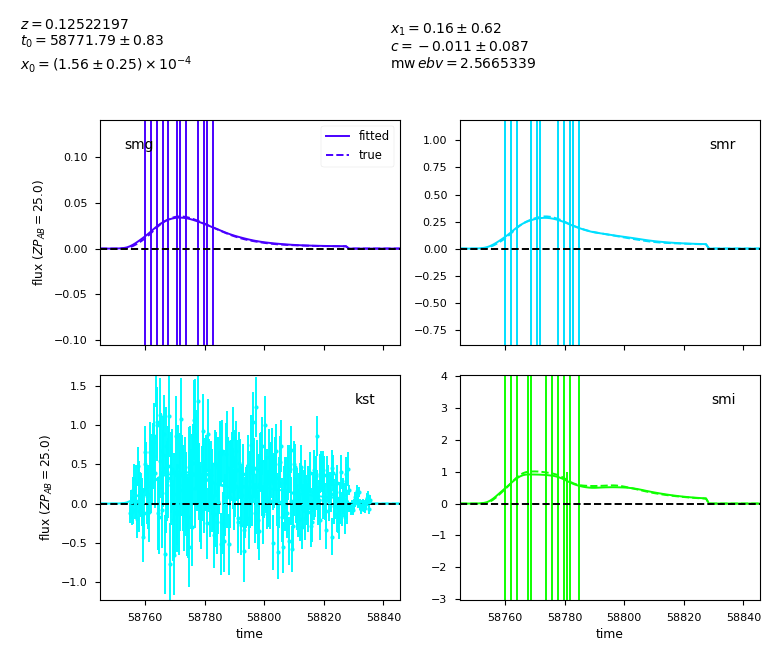 z = 0.12522197
t₀ = 58771.79 ± 0.83
x₀ = (1.56 ± 0.25) × 10⁻⁴
x₁ = 0.16 ± 0.62
c = −0.011 ± 0.087
mw ebv = 2.5665339
smg
fitted
true
0.10
0.05
0.00
−0.05
−0.10
flux (ZP_AB = 25.0)
smr
1.00
0.75
0.50
0.25
0.00
−0.25
−0.50
−0.75
kst
1.5
1.0
0.5
0.0
−0.5
−1.0
flux (ZP_AB = 25.0)
58760 58780 58800 58820 58840
time
smi
4
3
2
1
0
−1
−2
−3
58760 58780 58800 58820 58840
time